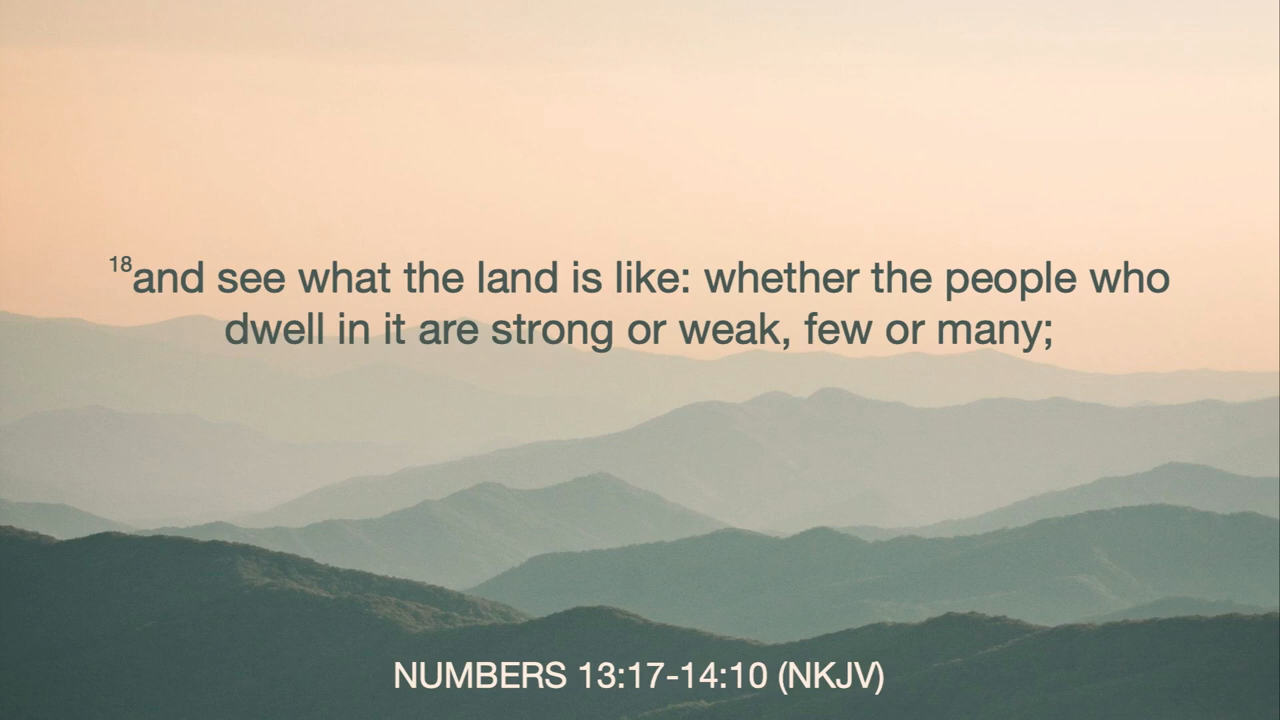 18and see what the land is like: whether the people who
dwell in it are strong or weak, few or many;
NUMBERS 13:17-14:10 (NKJV)